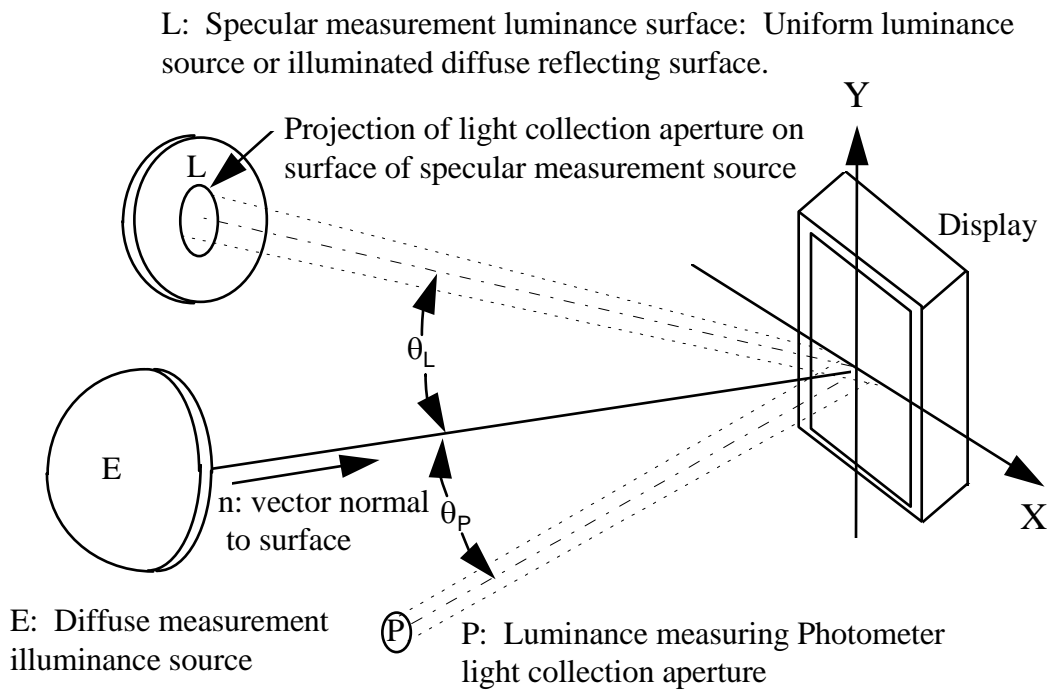 L:  Specular measurement luminance surface:  Uniform luminance
source or illuminated diffuse reflecting surface.
Y
Projection of light collection aperture on
surface of specular measurement source
L
Display
θL
E
n: vector normal
to surface
θP
X
E:  Diffuse measurement
illuminance source
P
P:  Luminance measuring Photometer
light collection aperture